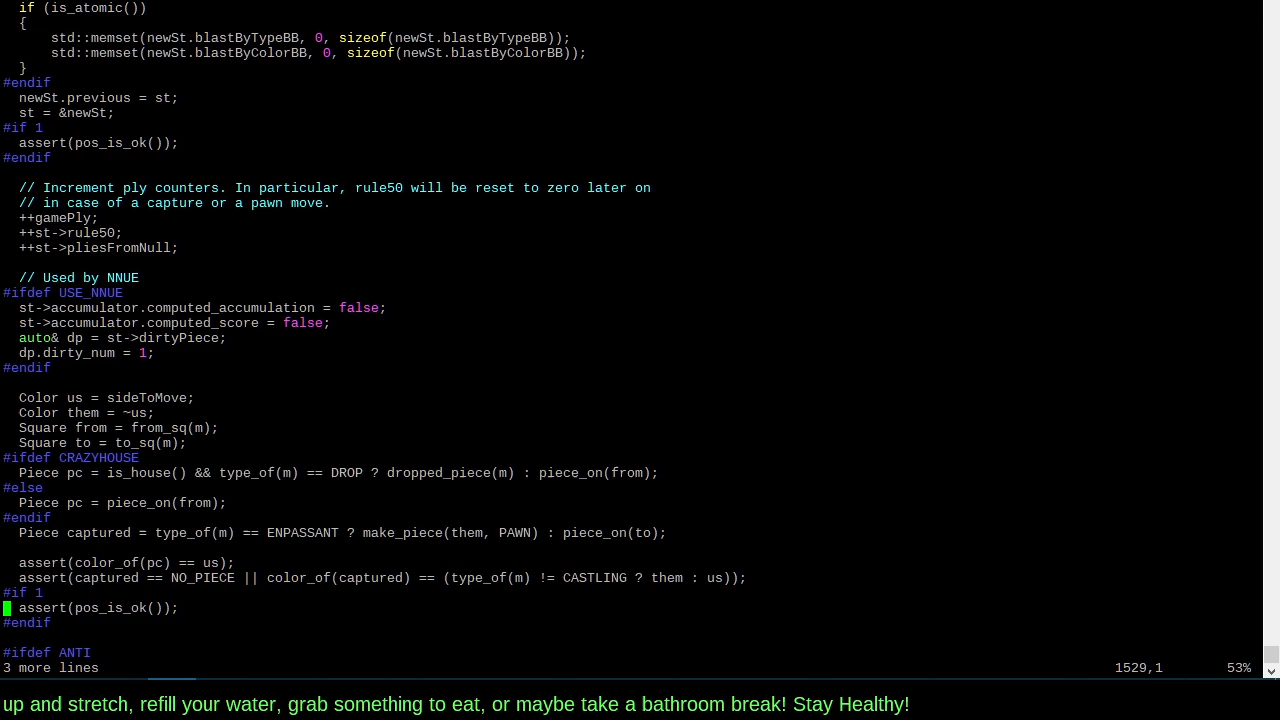 if (is_atomic())
{
std::memset(newSt.blastByTypeBB, 0, sizeof(newSt.blastByTypeBB));
std::memset(newSt.blastByColorBB, 0, sizeof(newSt.blastByColorBB));
}
#endif
newSt.previous = st;
st = &newSt;
#if 1
assert(pos_is_ok());
#endif
// Increment ply counters. In particular, rule50 will be reset to zero later on
// in case of a capture or a pawn move.
++gamePly;
++st->rule50;
++st->pliesFromNull;
// Used by NNUE
#ifdef USE_NNUE
st->accumulator.computed_accumulation = false;
st->accumulator.computed_score = false;
auto& dp = st->dirtyPiece;
dp.dirty_num = 1;
#endif
Color us = sideToMove;
Color them = ~us;
Square from = from_sq(m);
Square to = to_sq(m);
#ifdef CRAZYHOUSE
Piece pc = is_house() && type_of(m) == DROP ? dropped_piece(m) : piece_on(from);
#else
Piece pc = piece_on(from);
#endif
Piece captured = type_of(m) == ENPASSANT ? make_piece(them, PAWN) : piece_on(to);
assert(color_of(pc) == us);
assert(captured == NO_PIECE || color_of(captured) == (type_of(m) != CASTLING ? them : us));
#if 1
assert(pos_is_ok());
#endif
#ifdef ANTI
3 more lines 1529,1 53%
up and stretch, refill your water, grab something to eat, or maybe take a bathroom break! Stay Healthy!